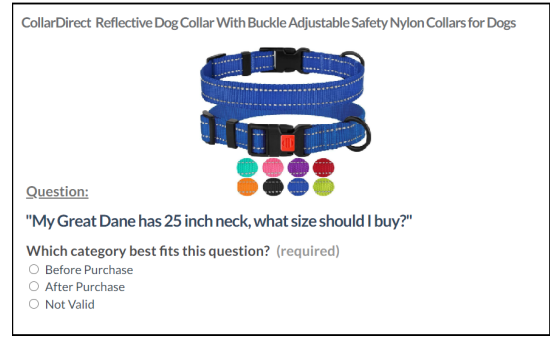 CollarDirect Reflective Dog Collar With Buckle Adjustable Safety Nylon Collars for Dogs
Question:
"My Great Dane has 25 inch neck, what size should I buy?"
Which category best fits this question? (required)
Before Purchase
After Purchase
Not Valid